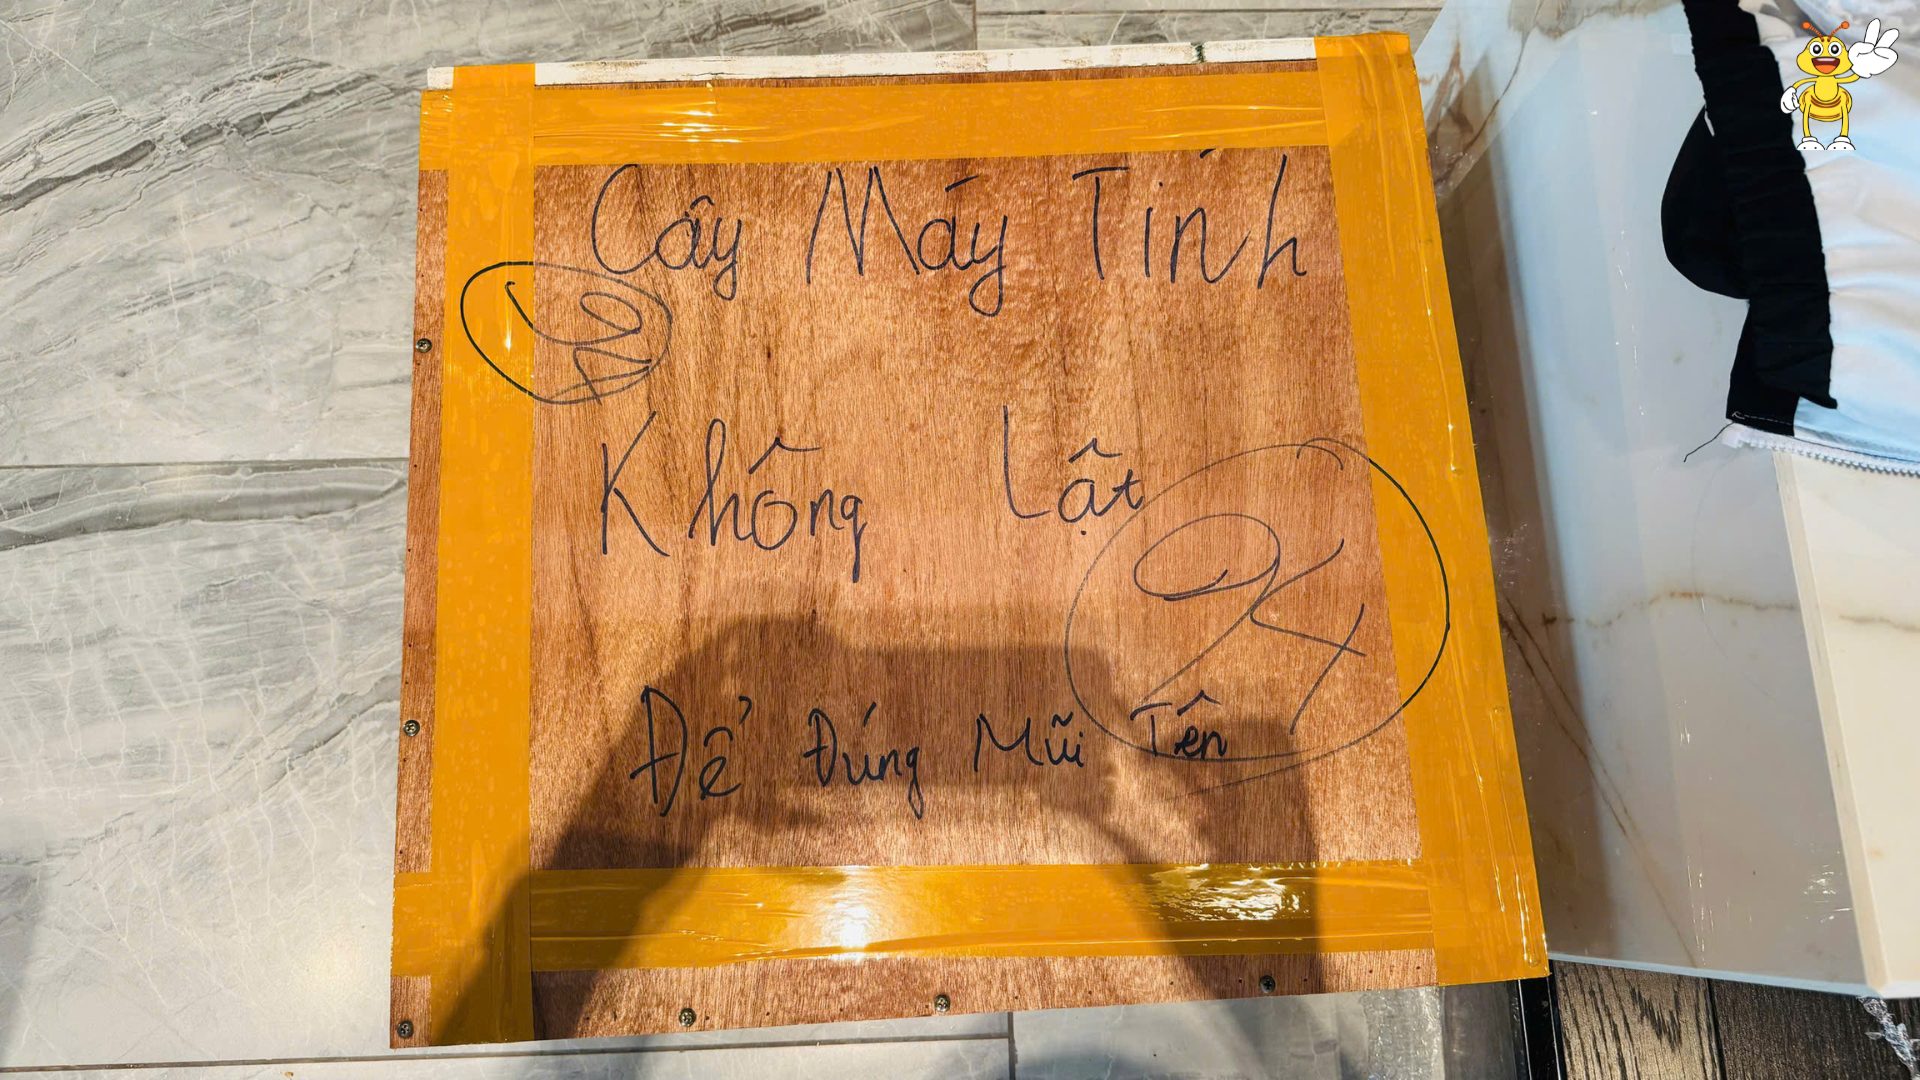 Cây Máy Tính
Không Lật
Để Đúng Mũi Tên